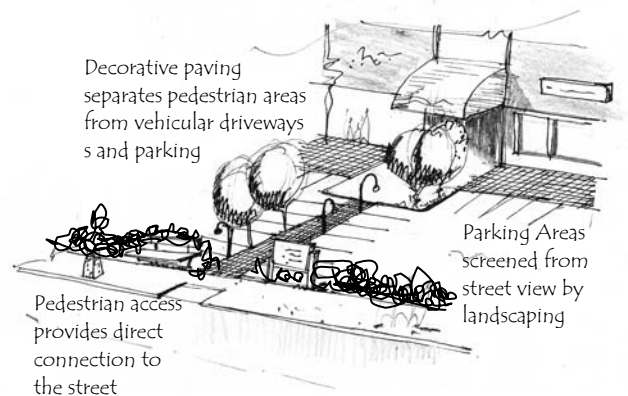 Decorative paving
separates pedestrian areas
from vehicular driveways
s and parking
Parking Areas
screened from
street view by
landscaping
Pedestrian access
provides direct
connection to
the street